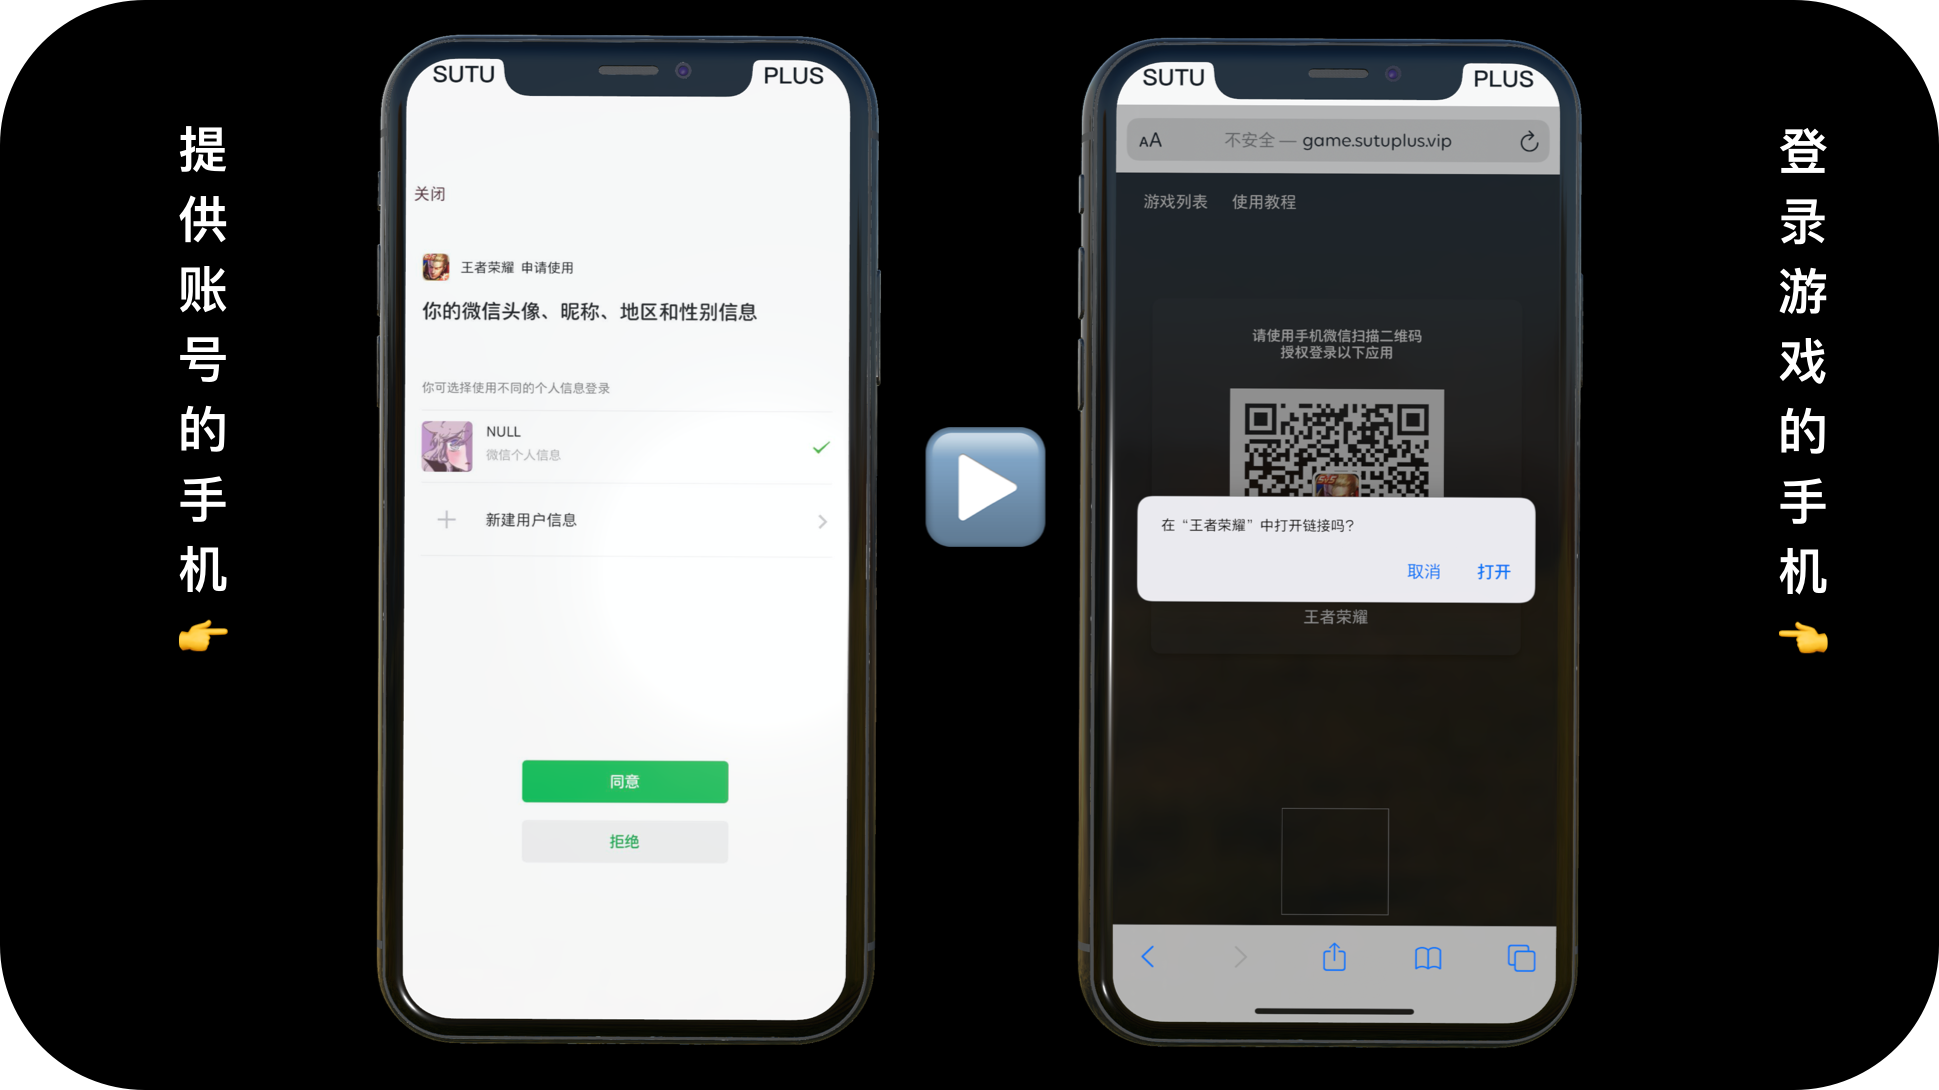 提供账号的手机👉
SUTU
PLUS
关闭
王者荣耀 申请使用
你的微信头像、昵称、地区和性别信息
你可选择使用不同的个人信息登录
NULL
微信个人信息
新建用户信息
同意
拒绝
SUTU
PLUS
AA
不安全 — game.sutuplus.vip
游戏列表 使用教程
请使用手机微信扫描二维码
授权登录以下应用
在“王者荣耀”中打开链接吗?
取消 打开
王者荣耀
登录游戏的手机👈